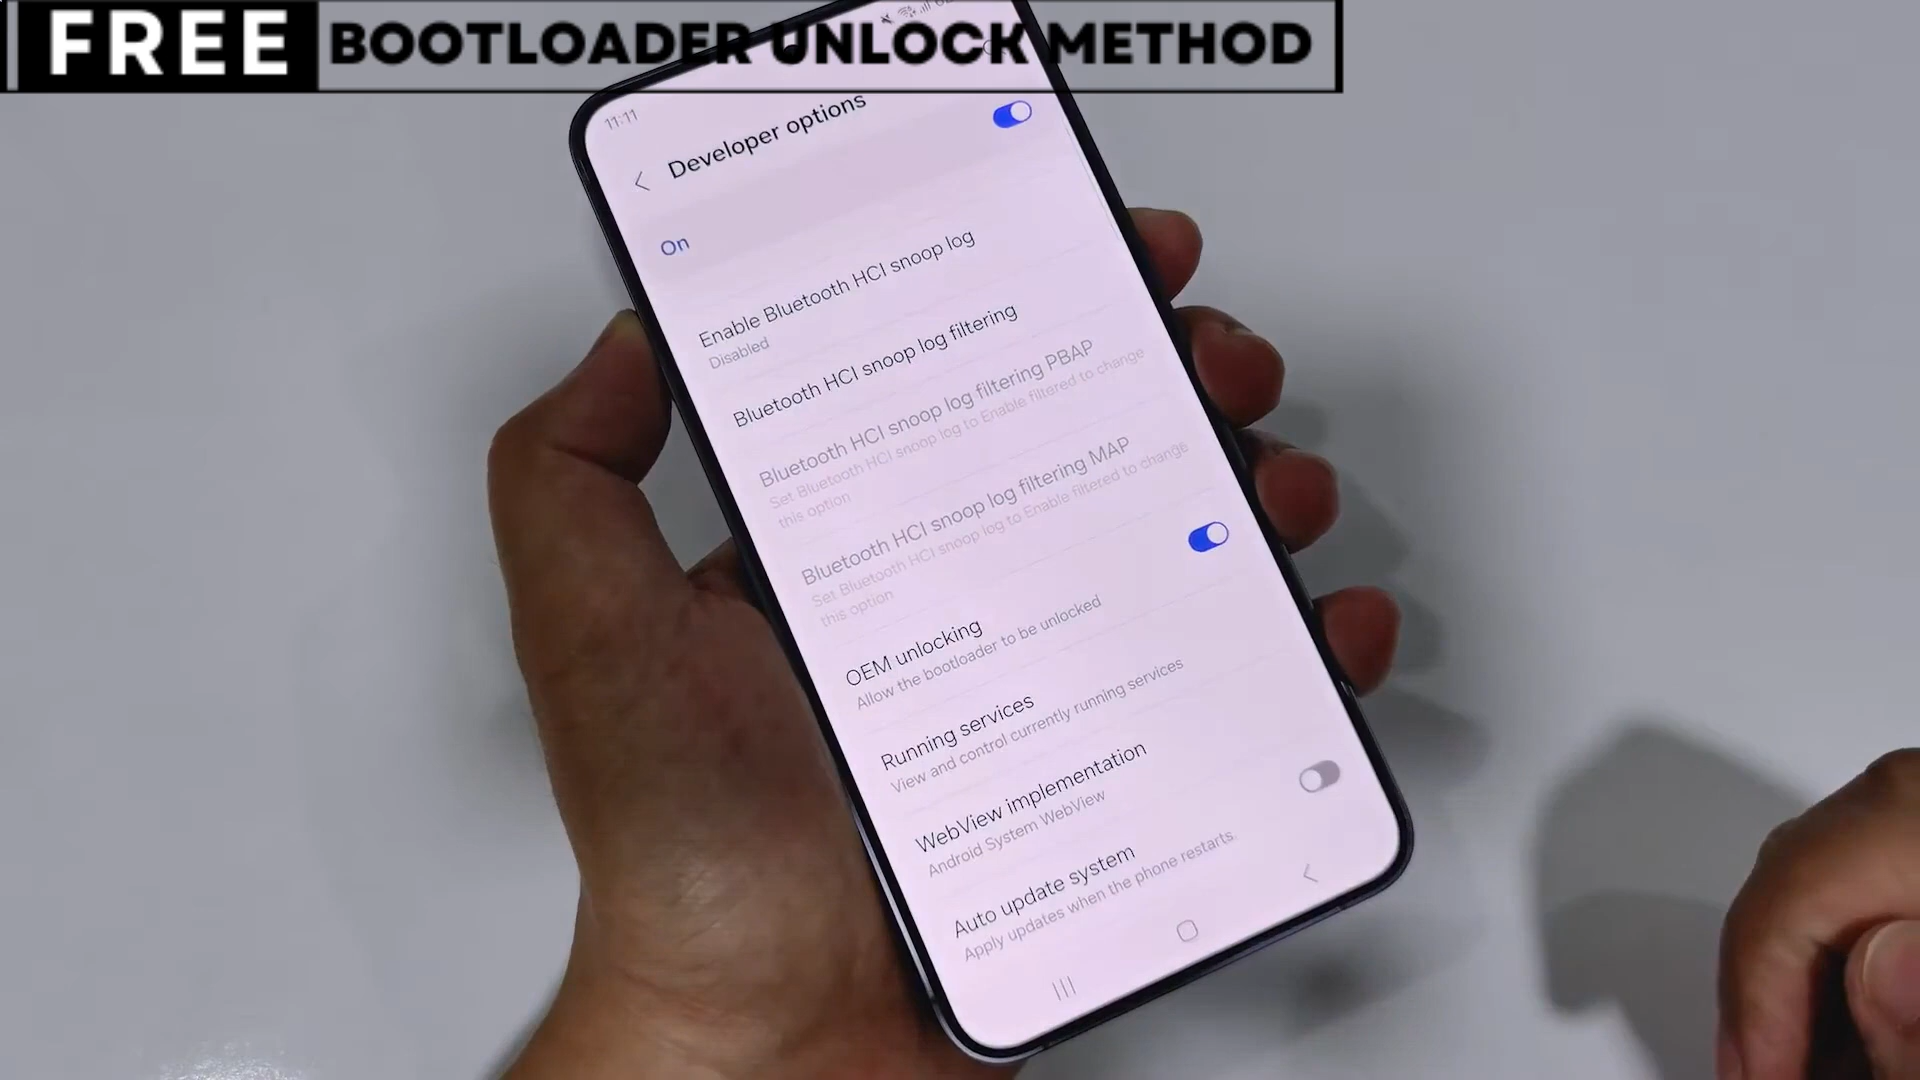 FREE BOOTLOADER UNLOCK METHOD
11:11
Developer options
On
Enable Bluetooth HCI snoop log
Disabled
Bluetooth HCI snoop log filtering
Bluetooth HCI snoop log filtering PBAP
Set Bluetooth HCI snoop log to Enable filtered to change
this option
Bluetooth HCI snoop log filtering MAP
Set Bluetooth HCI snoop log to Enable filtered to change
this option
OEM unlocking
Allow the bootloader to be unlocked
Running services
View and control currently running services
WebView implementation
Android System WebView
Auto update system
Apply updates when the phone restarts.